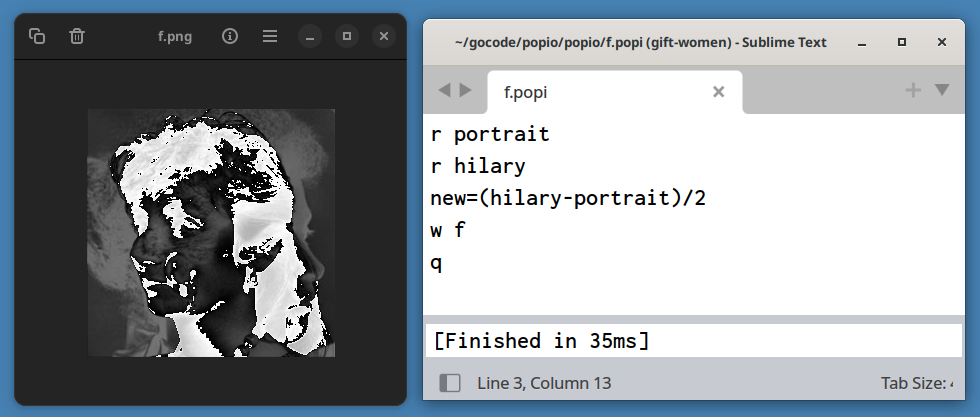 f.png
~/gocode/popio/popio/f.popi (gift-women) - Sublime Text
f.popi
r portrait
r hilary
new=(hilary-portrait)/2
w f
q
[Finished in 35ms]
Line 3, Column 13
Tab Size: